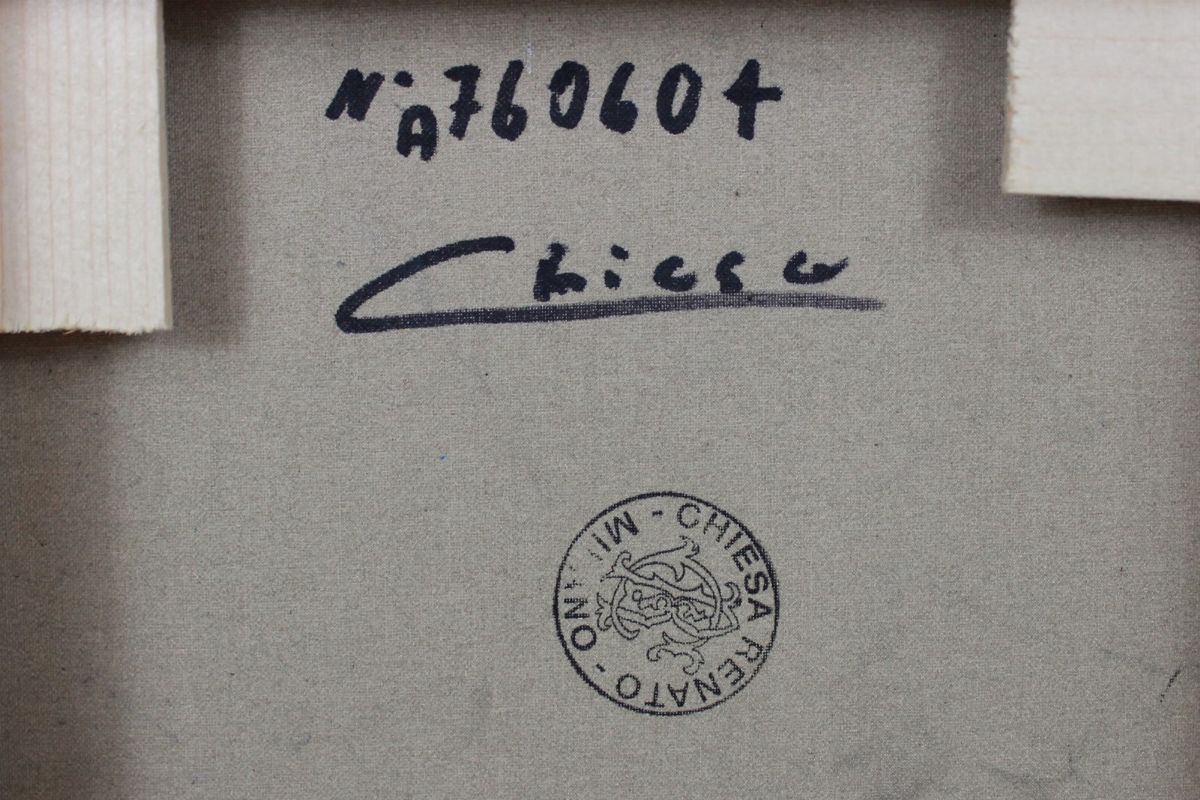 N. A760604
Chiesa
CHIESA RENATO - MILANO -